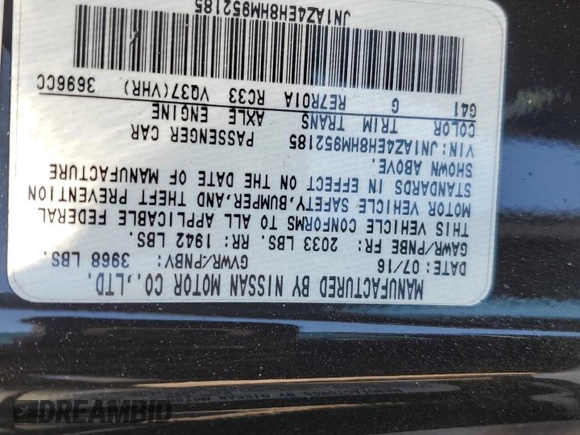 MANUFACTURED BY NISSAN MOTOR CO.,LTD.
DATE: 07/16 GVWR/PNBV: 3968 LBS.
GAWR/PNBE FR: 2033 LBS. RR: 1942 LBS.
THIS VEHICLE CONFORMS TO ALL APPLICABLE FEDERAL
MOTOR VEHICLE SAFETY,BUMPER,AND THEFT PREVENTION
STANDARDS IN EFFECT ON THE DATE OF MANUFACTURE
SHOWN ABOVE.
VIN:JN1AZ4EH8HM952185 PASSENGER CAR
COLOR TRIM TRANS AXLE ENGINE
G41 G RE7R01A RC33 VQ37(VHR) 3696CC
JN1AZ4EH8HM952185
DREAMBID